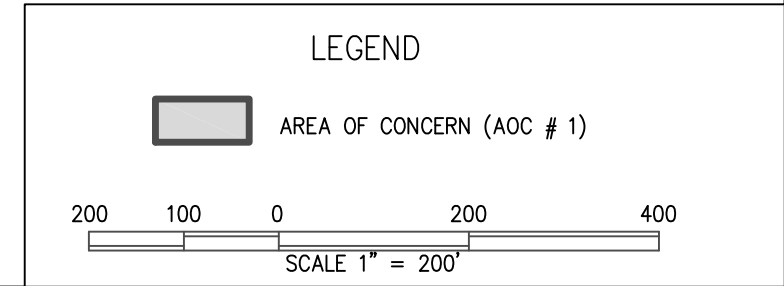 LEGEND
AREA OF CONCERN (AOC # 1)
200 100 0 200 400
SCALE 1" = 200'